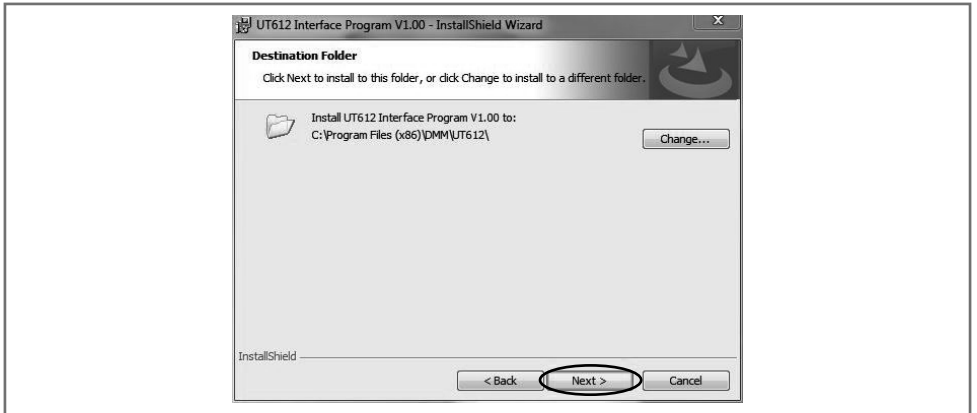 UT612 Interface Program V1.00 - InstallShield Wizard
X
Destination Folder
Click Next to install to this folder, or click Change to install to a different folder.
Install UT612 Interface Program V1.00 to:
C:\Program Files (x86)\DMM\UT612\
Change...
InstallShield
< Back Next > Cancel